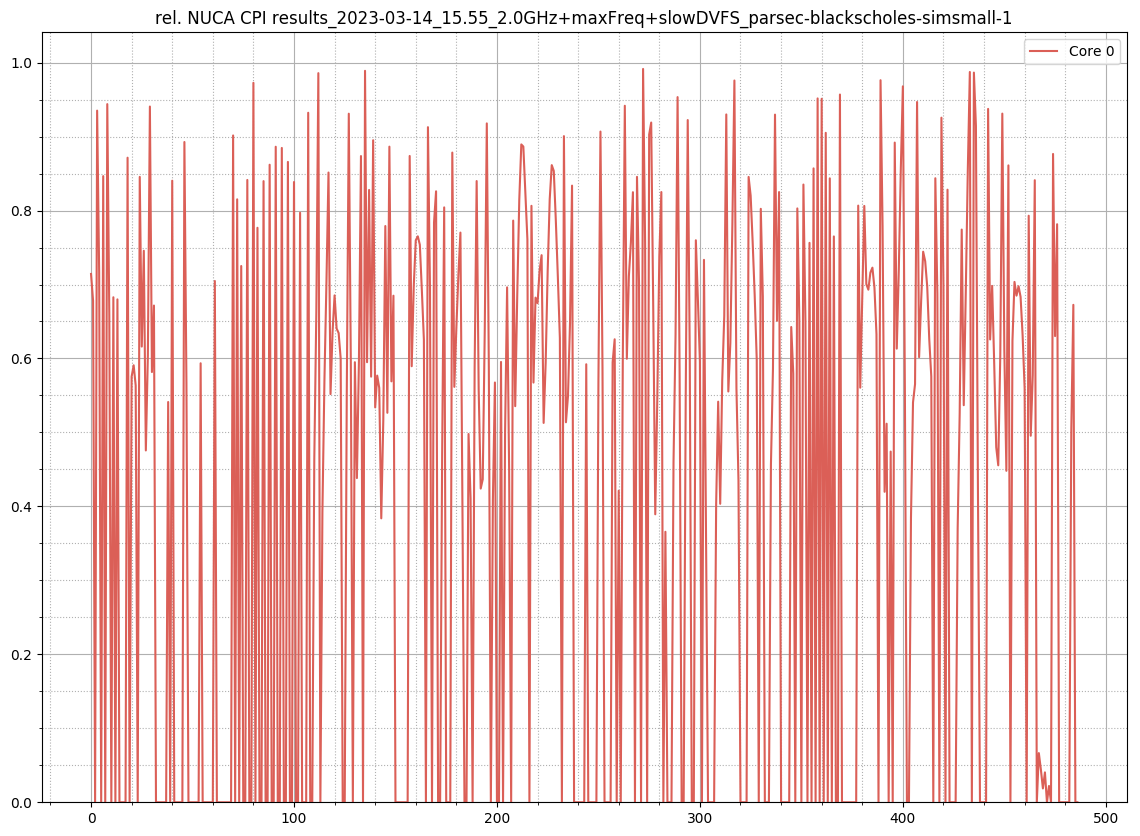 rel. NUCA CPI results_2023-03-14_15.55_2.0GHz+maxFreq+slowDVFS_parsec-blackscholes-simsmall-1
Core 0
1.0
0.8
0.6
0.4
0.2
0.0
0 100 200 300 400 500